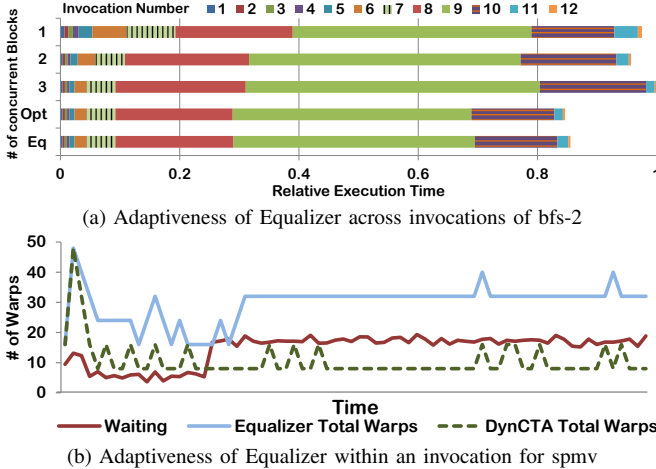 Invocation Number 1 2 3 4 5 6 7 8 9 10 11 12
# of concurrent Blocks
1
2
3
Opt
Eq
0 0.2 0.4 0.6 0.8 1
Relative Execution Time
(a) Adaptiveness of Equalizer across invocations of bfs-2
# of Warps
50
40
30
20
10
0
Time
Waiting Equalizer Total Warps DynCTA Total Warps
(b) Adaptiveness of Equalizer within an invocation for spmv